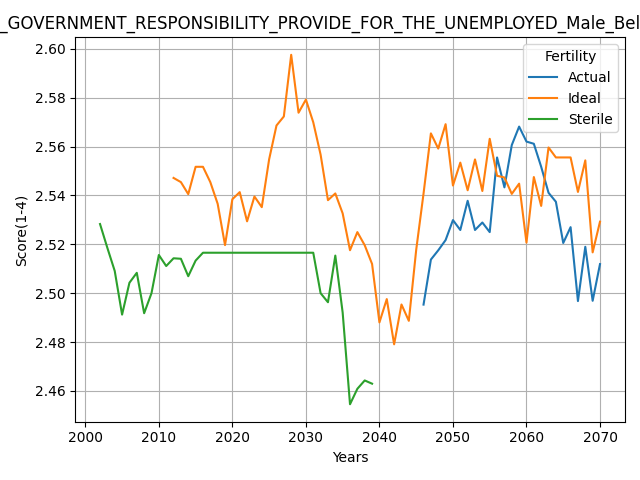 _GOVERNMENT_RESPONSIBILITY_PROVIDE_FOR_THE_UNEMPLOYED_Male_Bel
Fertility
Actual
Ideal
Sterile
Score(1-4)
2.60
2.58
2.56
2.54
2.52
2.50
2.48
2.46
2000 2010 2020 2030 2040 2050 2060 2070
Years